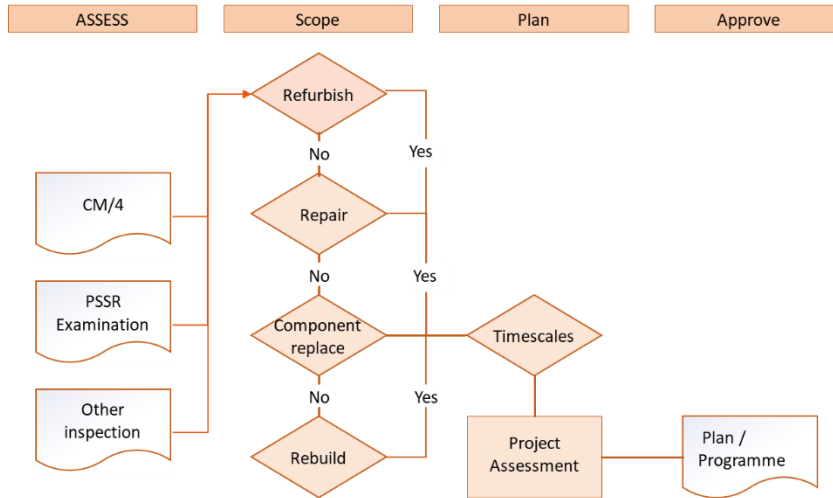 ASSESS
Scope
Plan
Approve
Refurbish
No
Yes
CM/4
Repair
No
Yes
PSSR
Examination
Component
replace
Timescales
No
Yes
Other
inspection
Rebuild
Project
Assessment
Plan /
Programme